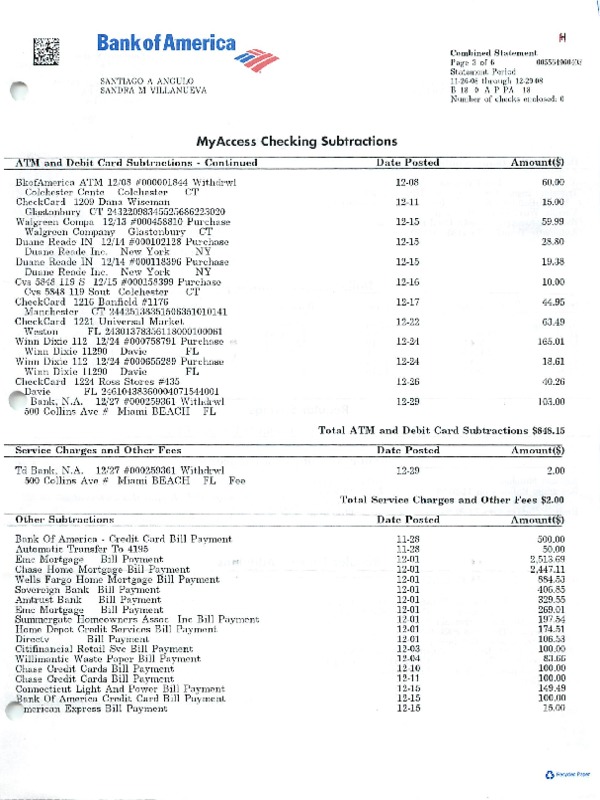 Bank of America
H
Combined Statement
Page 3 of 6
Statement Period
11-26-08 through 12-29-08
B 18 0 A P PA 18
Number of checks enclosed: 0
SANTIAGO A ANGULO
SANDRA M VILLANUEVA
MyAccess Checking Subtractions
ATM and Debit Card Subtractions - Continued Date Posted Amount($)
BkofAmerica ATM 12/08 #000001844 Withdrwl 12-08 60.00
Colchester Cente Colchester CT
CheckCard 1209 Dana Wiseman 12-11 15.00
Glastonbury CT 24322098345525686223020
Walgreen Compa 12/13 #000458810 Purchase 12-15 59.99
Walgreen Company Glastonbury CT
Duane Reade IN 12/14 #000102128 Purchase 12-15 28.80
Duane Reade Inc. New York NY
Duane Reade IN 12/14 #000118396 Purchase 12-15 19.38
Duane Reade Inc. New York NY
Cvs 5848 119 S 12/15 #000158399 Purchase 12-16 10.00
Cvs 5848 119 Sout Colchester CT
CheckCard 1216 Banfield #1176 12-17 44.95
Manchester CT
CheckCard 1221 Universal Market 12-22 63.49
Weston FL
Winn Dixie 112 12/24 #000758791 Purchase 12-24 165.01
Winn Dixie 11290 Davie FL
Winn Dixie 112 12/24 #000655289 Purchase 12-24 18.61
Winn Dixie 11290 Davie FL
CheckCard 1224 Ross Stores #435 12-26 40.26
Davie FL 24610438360004071544001
Bank, N.A. 12/27 #000259361 Withdrwl 12-29 103.00
500 Collins Ave # Miami BEACH FL
Total ATM and Debit Card Subtractions $848.15
Service Charges and Other Fees Date Posted Amount($)
Td Bank, N.A. 12/27 #000259361 Withdrwl 12-29 2.00
500 Collins Ave # Miami BEACH FL Fee
Total Service Charges and Other Fees $2.00
Other Subtractions Date Posted Amount($)
Bank Of America - Credit Card Bill Payment 11-28 500.00
Automatic Transfer To 4195 11-28 50.00
Emc Mortgage Bill Payment 12-01 2,513.69
Chase Home Mortgage Bill Payment 12-01 2,447.11
Wells Fargo Home Mortgage Bill Payment 12-01 884.53
Sovereign Bank Bill Payment 12-01 406.85
Amtrust Bank Bill Payment 12-01 329.55
Emc Mortgage Bill Payment 12-01 269.01
Summergate Homeowners Assoc Inc Bill Payment 12-01 197.54
Home Depot Credit Services Bill Payment 12-01 174.51
Directv Bill Payment 12-01 106.53
Citifinancial Retail Svc Bill Payment 12-03 100.00
Willimantic Waste Paper Bill Payment 12-04 83.66
Chase Credit Cards Bill Payment 12-10 100.00
Chase Credit Cards Bill Payment 12-11 100.00
Connecticut Light And Power Bill Payment 12-15 149.49
Bank Of America Credit Card Bill Payment 12-15 100.00
merican Express Bill Payment 12-15 15.00
Recycled Paper